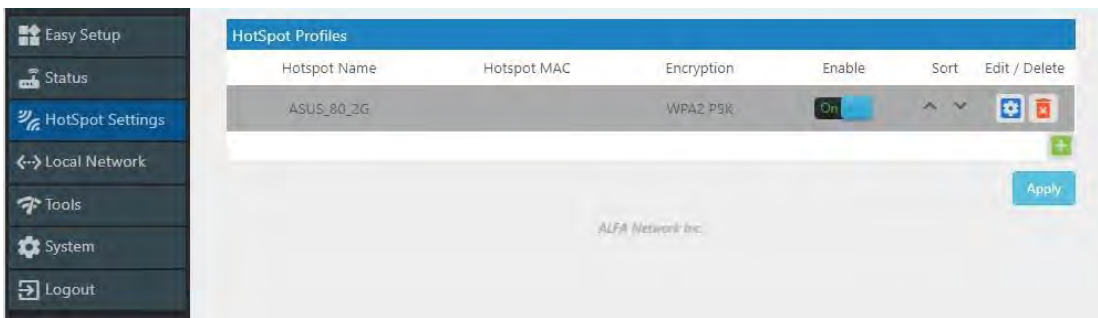 Easy Setup
Status
HotSpot Settings
Local Network
Tools
System
Logout
HotSpot Profiles
Hotspot Name Hotspot MAC Encryption Enable Sort Edit / Delete
ASUS_80_2G WPA2 PSK On
Apply
ALFA Network Inc.